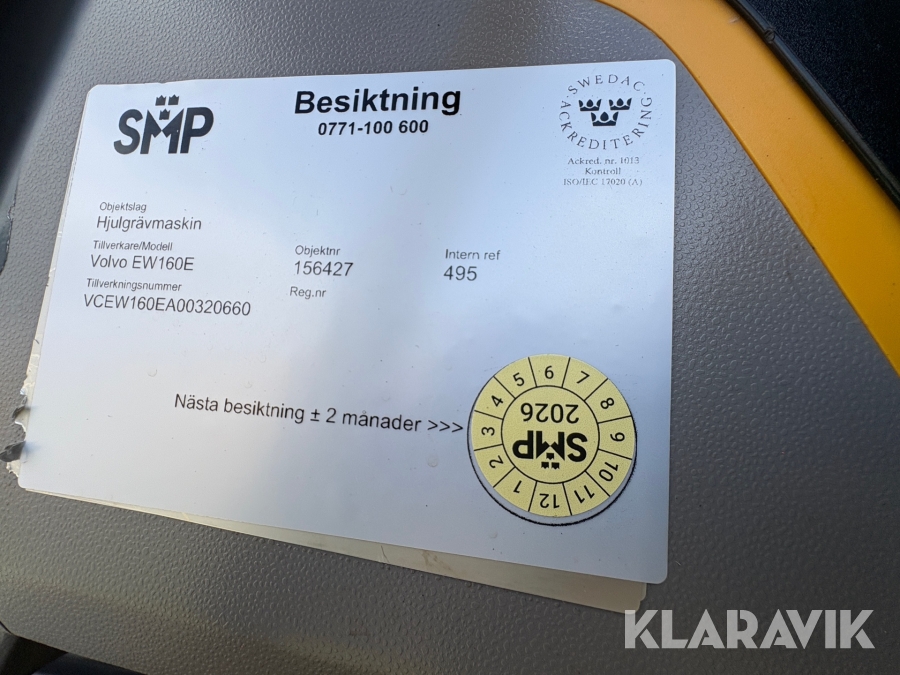 SMP
Besiktning
0771-100 600
SWEDAC ACKREDITERING
Ackred. nr. 1013
Kontroll
ISO/IEC 17020 (A)
Objektslag
Hjulgrävmaskin
Tillverkare/Modell
Volvo EW160E
Objektnr
156427
Intern ref
495
Tillverkningsnummer
VCEW160EA00320660
Reg.nr
Nästa besiktning ± 2 månader >>>
1 2 3 4 5 6 7 8 9 10 11 12
2026
SMP
KLARAVIK